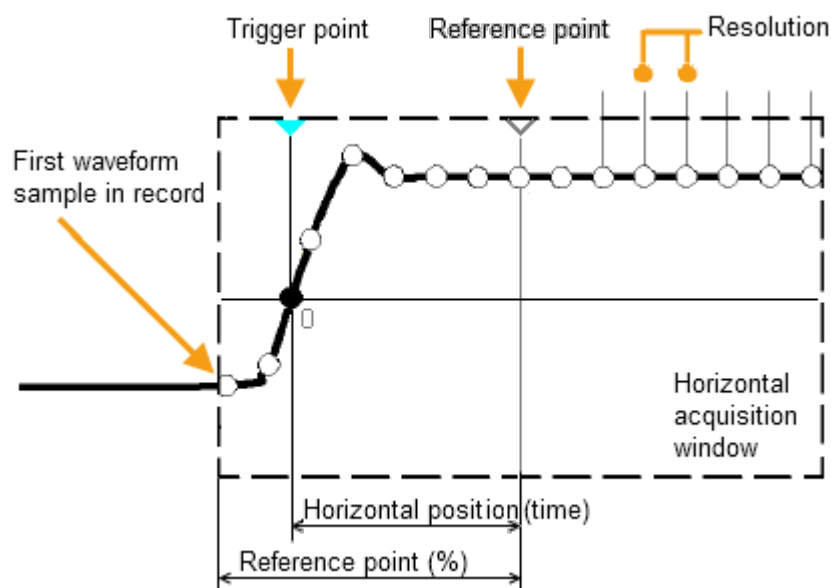 Trigger point
Reference point
Resolution
First waveform
sample in record
0
Horizontal
acquisition
window
Horizontal position (time)
Reference point (%)